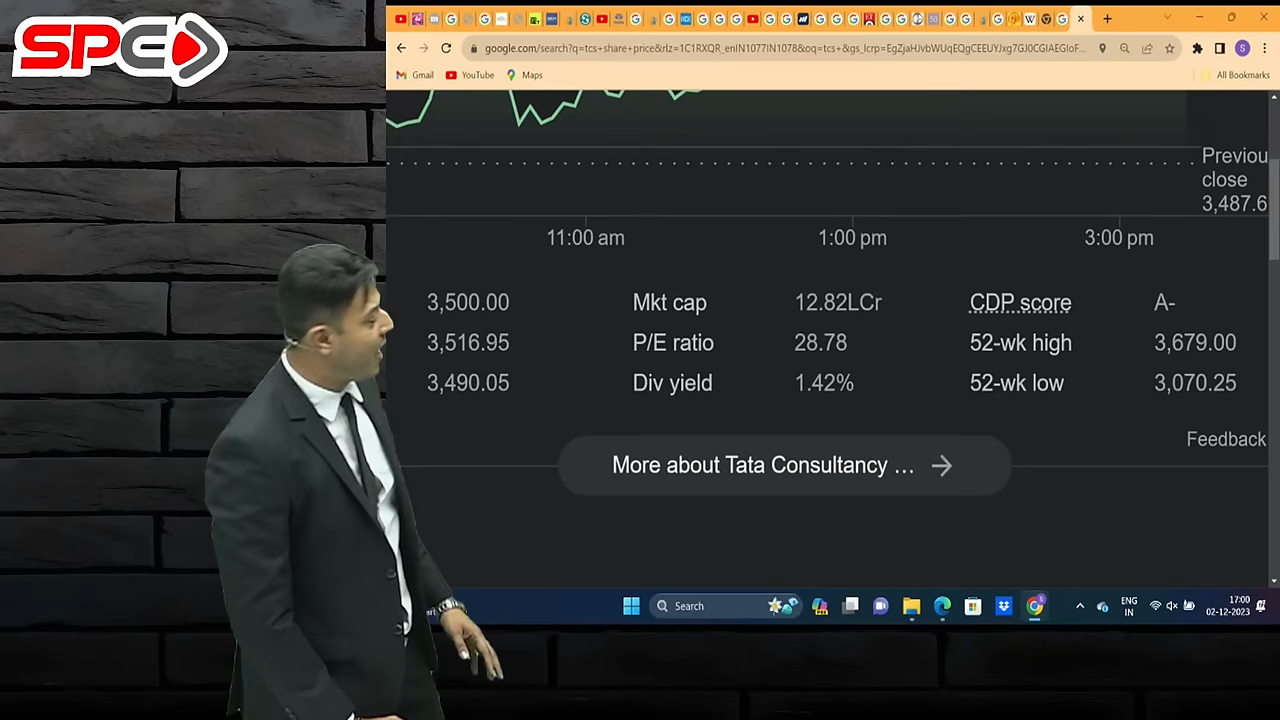 SPC
google.com/search?q=tcs+share+price&rlz=1C1RXQR_enIN1077IN1078&oq=tcs+&gs_lcrp=EgZjaHJvbWUqEQgCEEUYJxg7GJ0CGIAEGIoF...
Gmail YouTube Maps All Bookmarks
Previou
close
3,487.6
11:00 am 1:00 pm 3:00 pm
3,500.00 Mkt cap 12.82LCr CDP score A-
3,516.95 P/E ratio 28.78 52-wk high 3,679.00
3,490.05 Div yield 1.42% 52-wk low 3,070.25
Feedback
More about Tata Consultancy ...
Search ENG 17:00
IN 02-12-2023